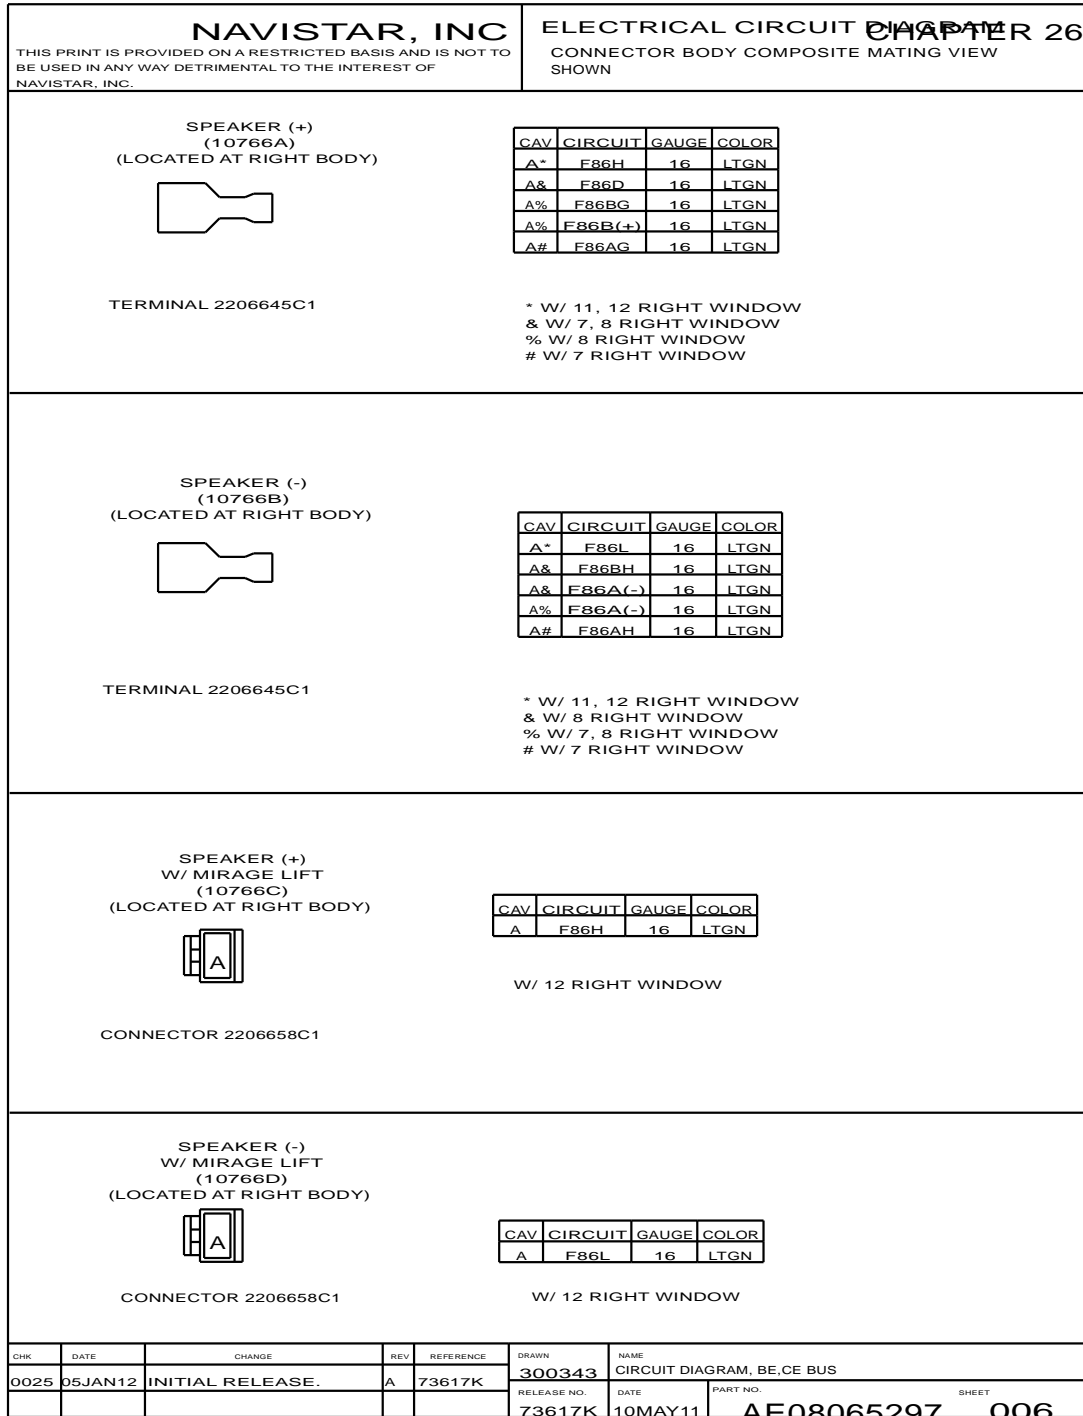 NAVISTAR, INC
THIS PRINT IS PROVIDED ON A RESTRICTED BASIS AND IS NOT TO
BE USED IN ANY WAY DETRIMENTAL TO THE INTEREST OF
NAVISTAR, INC.
ELECTRICAL CIRCUIT DIAGRAM
CHAPTER 26
CONNECTOR BODY COMPOSITE MATING VIEW
SHOWN
SPEAKER (+)
(10766A)
(LOCATED AT RIGHT BODY)
TERMINAL 2206645C1
CAV CIRCUIT GAUGE COLOR
A* F86H 16 LTGN
A& F86D 16 LTGN
A% F86BG 16 LTGN
A% F86B(+) 16 LTGN
A# F86AG 16 LTGN
* W/ 11, 12 RIGHT WINDOW
& W/ 7, 8 RIGHT WINDOW
% W/ 8 RIGHT WINDOW
# W/ 7 RIGHT WINDOW
SPEAKER (-)
(10766B)
(LOCATED AT RIGHT BODY)
TERMINAL 2206645C1
CAV CIRCUIT GAUGE COLOR
A* F86L 16 LTGN
A& F86BH 16 LTGN
A& F86A(-) 16 LTGN
A% F86A(-) 16 LTGN
A# F86AH 16 LTGN
* W/ 11, 12 RIGHT WINDOW
& W/ 8 RIGHT WINDOW
% W/ 7, 8 RIGHT WINDOW
# W/ 7 RIGHT WINDOW
SPEAKER (+)
W/ MIRAGE LIFT
(10766C)
(LOCATED AT RIGHT BODY)
A
CONNECTOR 2206658C1
CAV CIRCUIT GAUGE COLOR
A F86H 16 LTGN
W/ 12 RIGHT WINDOW
SPEAKER (-)
W/ MIRAGE LIFT
(10766D)
(LOCATED AT RIGHT BODY)
A
CONNECTOR 2206658C1
CAV CIRCUIT GAUGE COLOR
A F86L 16 LTGN
W/ 12 RIGHT WINDOW
CHK DATE CHANGE REV REFERENCE
0025 05JAN12 INITIAL RELEASE. A 73617K
DRAWN
300343
NAME
CIRCUIT DIAGRAM, BE,CE BUS
RELEASE NO.
73617K
DATE
10MAY11
PART NO.
AE08065297
SHEET
006